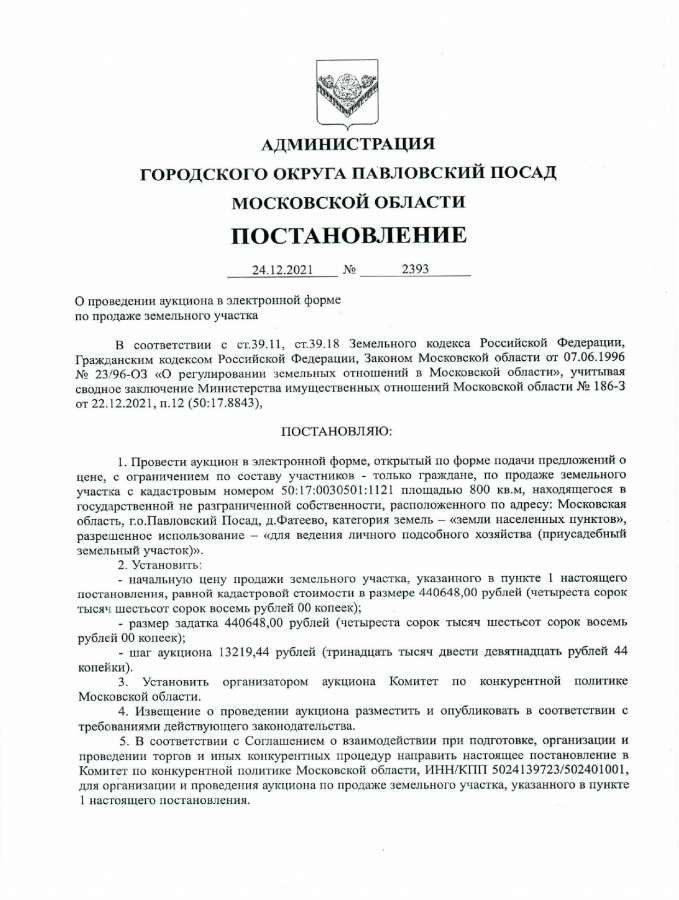 АДМИНИСТРАЦИЯ
ГОРОДСКОГО ОКРУГА ПАВЛОВСКИЙ ПОСАД
МОСКОВСКОЙ ОБЛАСТИ
ПОСТАНОВЛЕНИЕ
24.12.2021 № 2393
О проведении аукциона в электронной форме
по продаже земельного участка
В соответствии с ст.39.11, ст.39.18 Земельного кодекса Российской Федерации,
Гражданским кодексом Российской Федерации, Законом Московской области от 07.06.1996
№ 23/96-ОЗ «О регулировании земельных отношений в Московской области», учитывая
сводное заключение Министерства имущественных отношений Московской области № 186-З
от 22.12.2021, п.12 (50:17.8843),
ПОСТАНОВЛЯЮ:
1. Провести аукцион в электронной форме, открытый по форме подачи предложений о
цене, с ограничением по составу участников - только граждане, по продаже земельного
участка с кадастровым номером 50:17:0030501:1121 площадью 800 кв.м, находящегося в
государственной не разграниченной собственности, расположенного по адресу: Московская
область, г.о.Павловский Посад, д.Фатеево, категория земель – «земли населенных пунктов»,
разрешенное использование – «для ведения личного подсобного хозяйства (приусадебный
земельный участок)».
2. Установить:
- начальную цену продажи земельного участка, указанного в пункте 1 настоящего
постановления, равной кадастровой стоимости в размере 440648,00 рублей (четыреста сорок
тысяч шестьсот сорок восемь рублей 00 копеек);
- размер задатка 440648,00 рублей (четыреста сорок тысяч шестьсот сорок восемь
рублей 00 копеек);
- шаг аукциона 13219,44 рублей (тринадцать тысяч двести девятнадцать рублей 44
копейки).
3. Установить организатором аукциона Комитет по конкурентной политике
Московской области.
4. Извещение о проведении аукциона разместить и опубликовать в соответствии с
требованиями действующего законодательства.
5. В соответствии с Соглашением о взаимодействии при подготовке, организации и
проведении торгов и иных конкурентных процедур направить настоящее постановление в
Комитет по конкурентной политике Московской области, ИНН/КПП 5024139723/502401001,
для организации и проведения аукциона по продаже земельного участка, указанного в пункте
1 настоящего постановления.